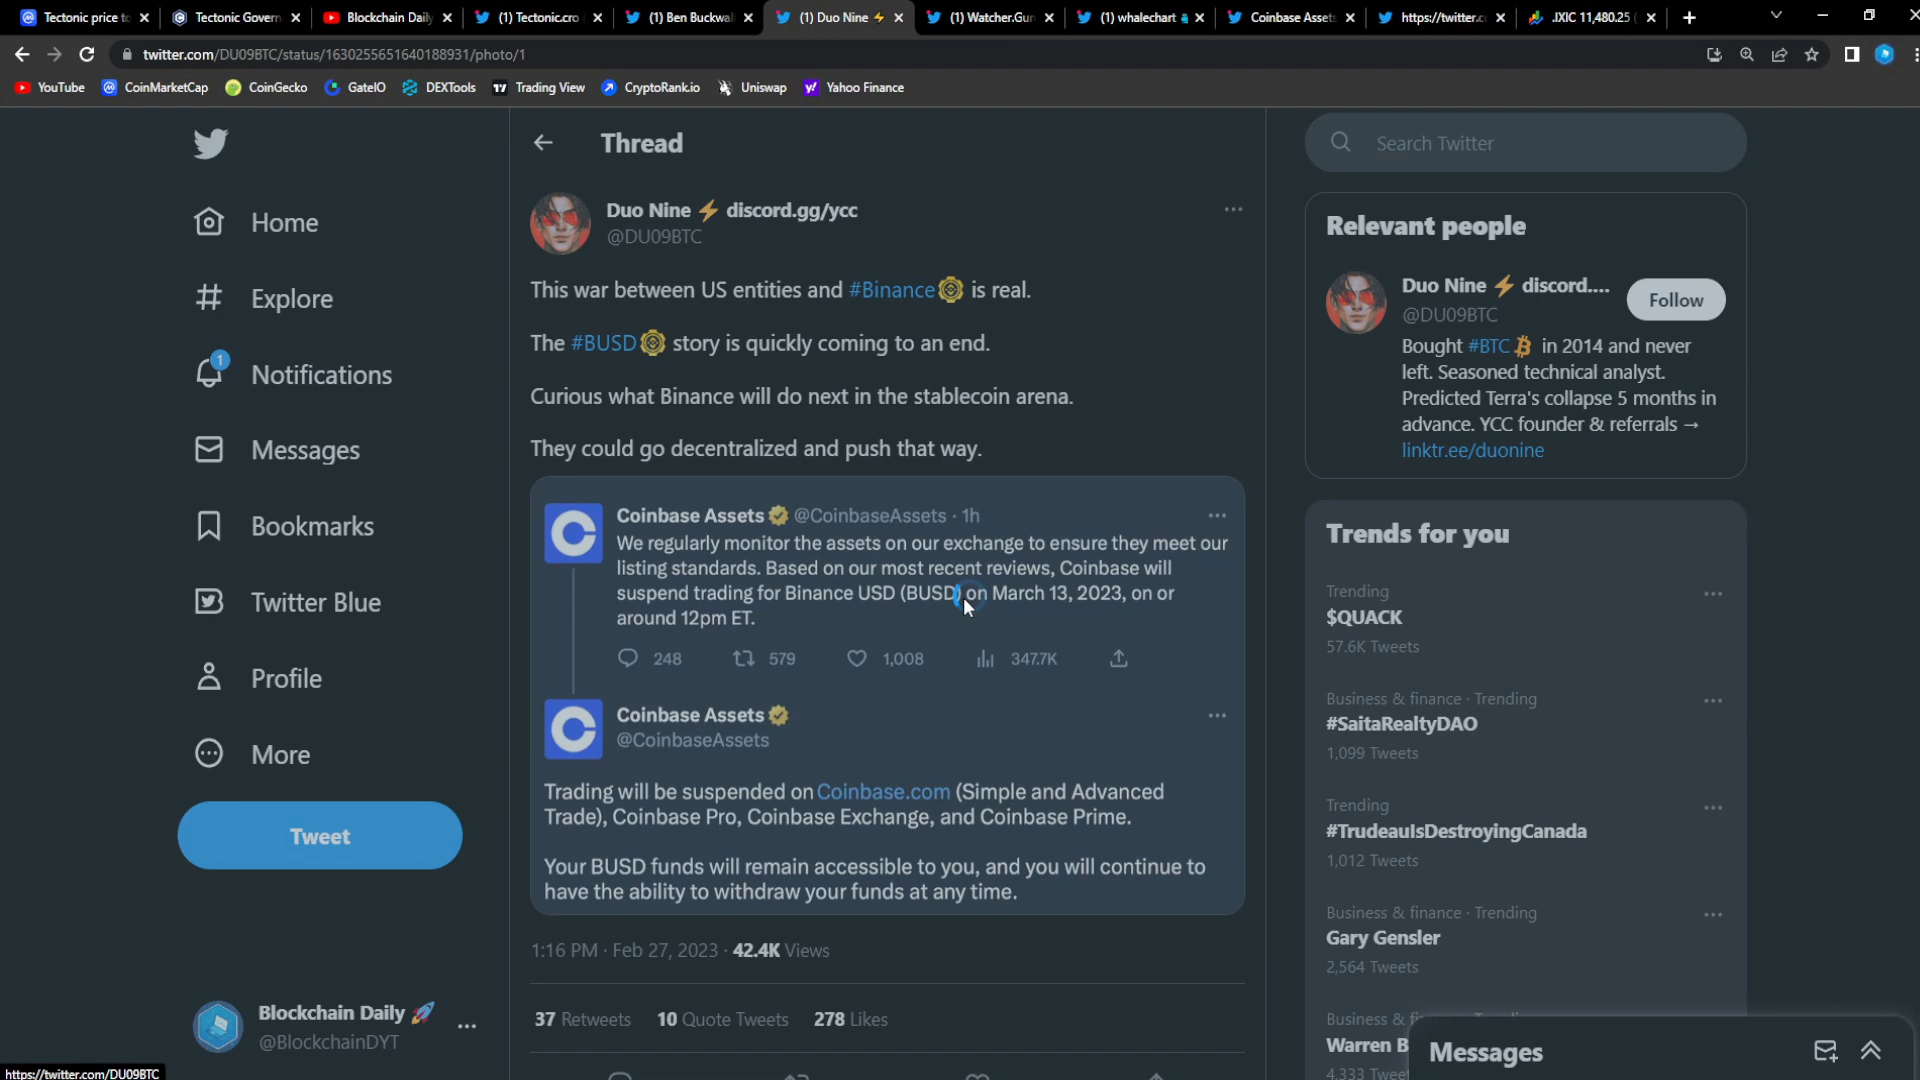 Tectonic price to
Tectonic Govern
Blockchain Daily
(1) Tectonic.cro
(1) Ben Buckwal
(1) Duo Nine ⚡
(1) Watcher.Gur
(1) whalechart
Coinbase Assets
https://twitter.c
.IXIC 11,480.25 (
twitter.com/DU09BTC/status/1630255651640188931/photo/1
YouTube
CoinMarketCap
CoinGecko
GateIO
DEXTools
Trading View
CryptoRank.io
Uniswap
Yahoo Finance
Home
Explore
1
Notifications
Messages
Bookmarks
Twitter Blue
Profile
More
Tweet
Blockchain Daily 🚀
@BlockchainDYT
https://twitter.com/DU09BTC
Thread
Duo Nine ⚡ discord.gg/ycc
@DU09BTC
This war between US entities and #Binance is real.
The #BUSD story is quickly coming to an end.
Curious what Binance will do next in the stablecoin arena.
They could go decentralized and push that way.
Coinbase Assets @CoinbaseAssets · 1h
We regularly monitor the assets on our exchange to ensure they meet our
listing standards. Based on our most recent reviews, Coinbase will
suspend trading for Binance USD (BUSD) on March 13, 2023, on or
around 12pm ET.
248 579 1,008 347.7K
Coinbase Assets
@CoinbaseAssets
Trading will be suspended on Coinbase.com (Simple and Advanced
Trade), Coinbase Pro, Coinbase Exchange, and Coinbase Prime.
Your BUSD funds will remain accessible to you, and you will continue to
have the ability to withdraw your funds at any time.
1:16 PM · Feb 27, 2023 · 42.4K Views
37 Retweets 10 Quote Tweets 278 Likes
Search Twitter
Relevant people
Duo Nine ⚡ discord....
@DU09BTC
Follow
Bought #BTC in 2014 and never
left. Seasoned technical analyst.
Predicted Terra's collapse 5 months in
advance. YCC founder & referrals →
linktr.ee/duonine
Trends for you
Trending
$QUACK
57.6K Tweets
Business & finance · Trending
#SaitaRealtyDAO
1,099 Tweets
Trending
#TrudeauIsDestroyingCanada
1,012 Tweets
Business & finance · Trending
Gary Gensler
2,564 Tweets
Business & fi
Warren B
4,333 Tweet
Messages